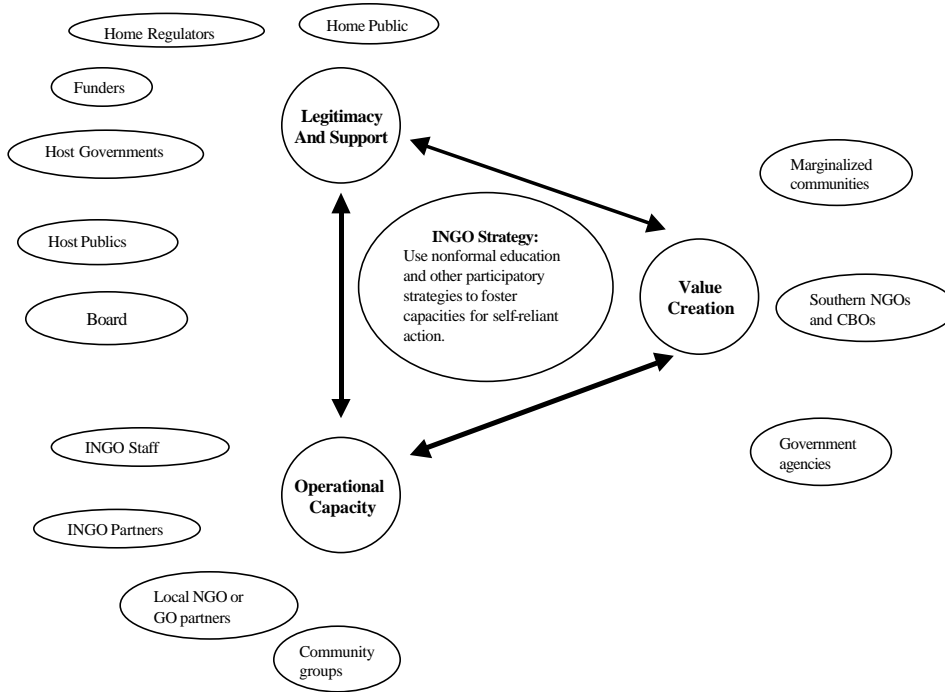 Home Regulators
Home Public
Funders
Legitimacy
And Support
Host Governments
Marginalized
communities
Host Publics
INGO Strategy:
Use nonformal education
and other participatory
strategies to foster
capacities for self-reliant
action.
Value
Creation
Southern NGOs
and CBOs
Board
INGO Staff
Government
agencies
Operational
Capacity
INGO Partners
Local NGO or
GO partners
Community
groups